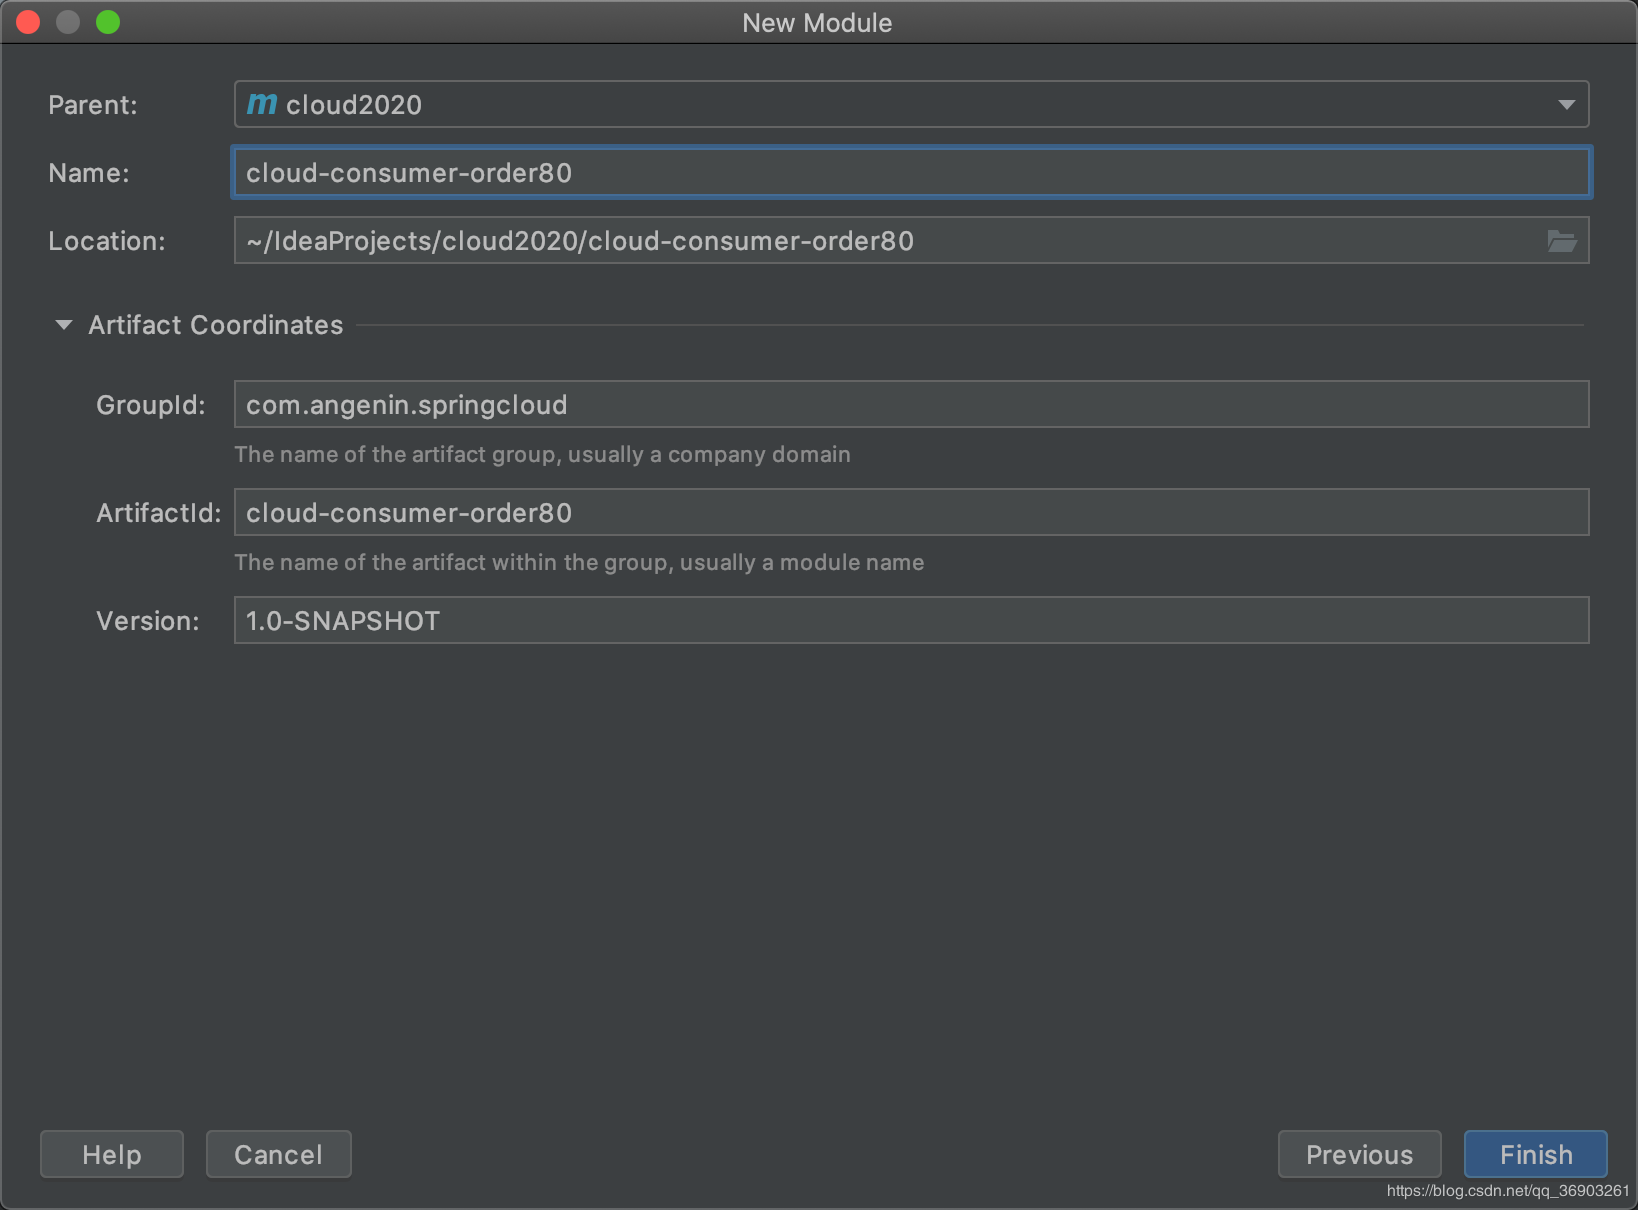 New Module
Parent: m cloud2020
Name: cloud-consumer-order80
Location: ~/IdeaProjects/cloud2020/cloud-consumer-order80
Artifact Coordinates
GroupId: com.angenin.springcloud
The name of the artifact group, usually a company domain
ArtifactId: cloud-consumer-order80
The name of the artifact within the group, usually a module name
Version: 1.0-SNAPSHOT
Help Cancel Previous Finish
https://blog.csdn.net/qq_36903261